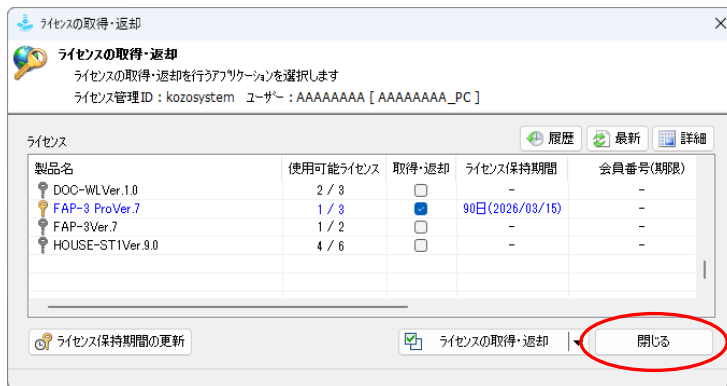 ライセンスの取得・返却
ライセンスの取得・返却
ライセンスの取得・返却を行うアプリケーションを選択します
ライセンス管理ID：kozosystem ユーザー：AAAAAAAA [ AAAAAAAA_PC ]
ライセンス 履歴 最新 詳細
製品名 使用可能ライセンス 取得・返却 ライセンス保持期間 会員番号(期限)
DOC-WLVer.1.0 2 / 3 - -
FAP-3 ProVer.7 1 / 3 90日(2026/03/15) -
FAP-3Ver.7 1 / 2 - -
HOUSE-ST1Ver.9.0 4 / 6 - -
ライセンス保持期間の更新 ライセンスの取得・返却 閉じる